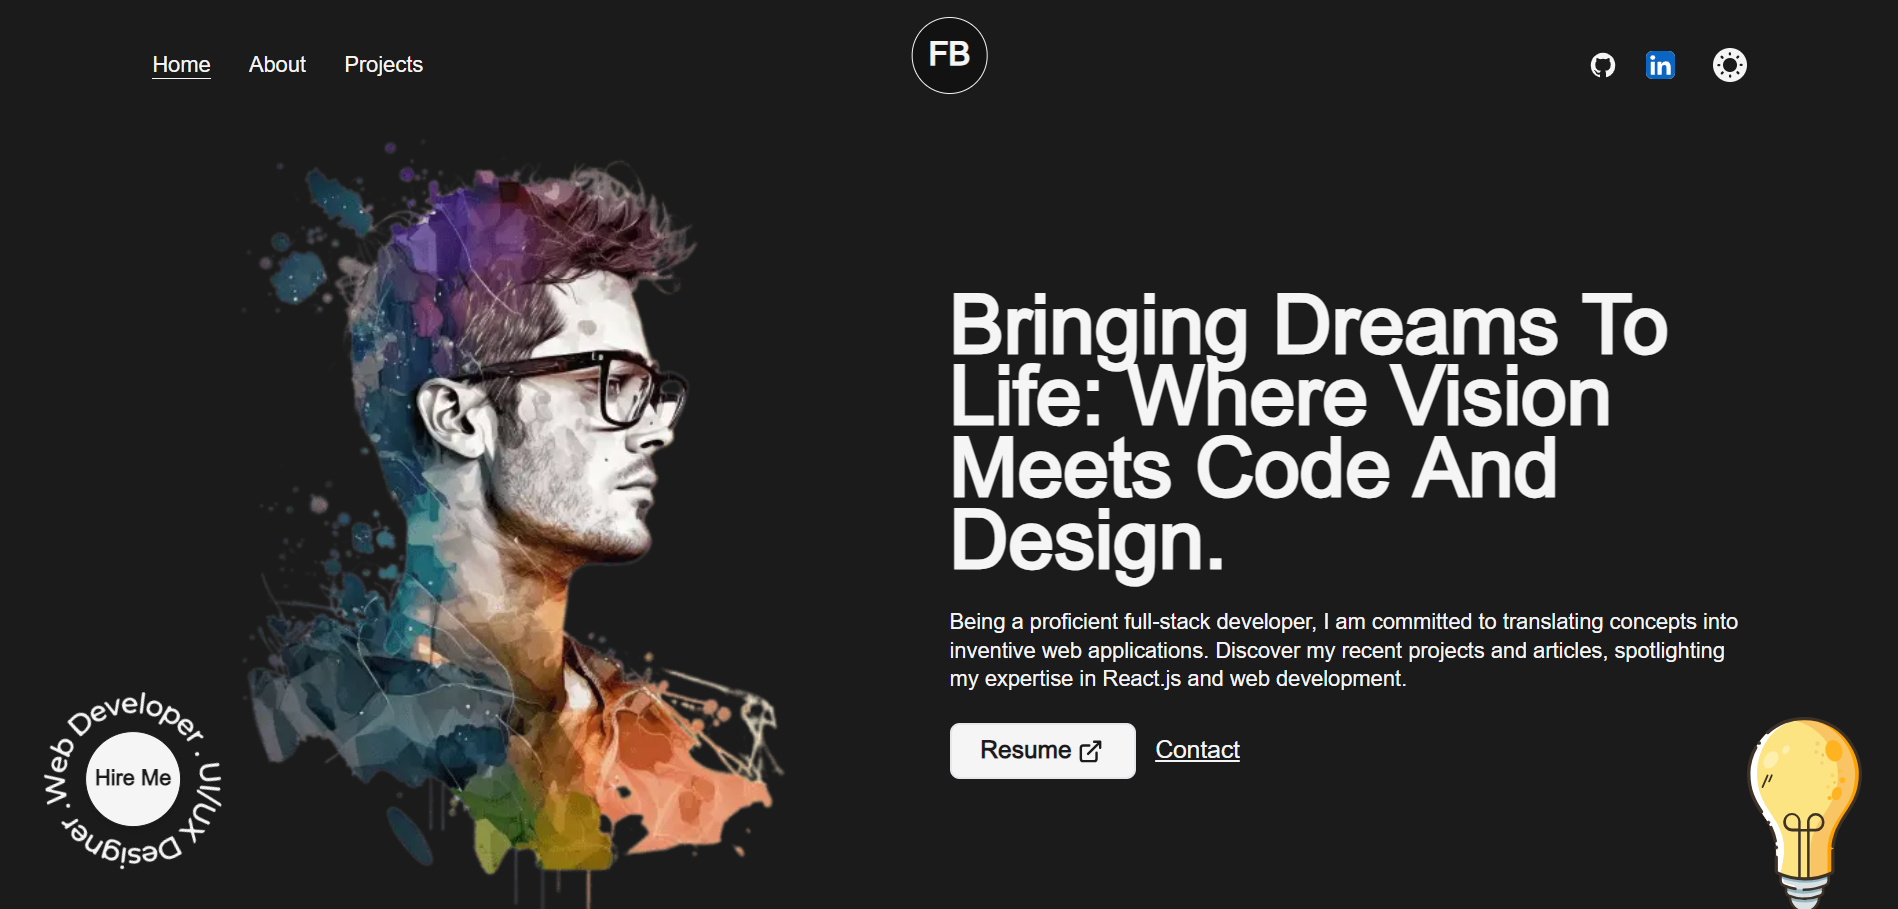 Home About Projects
FB
in
Bringing Dreams To
Life: Where Vision
Meets Code And
Design.
Being a proficient full-stack developer, I am committed to translating concepts into
inventive web applications. Discover my recent projects and articles, spotlighting
my expertise in React.js and web development.
Resume
Contact
Web Developer . UI/UX Designer .
Hire Me